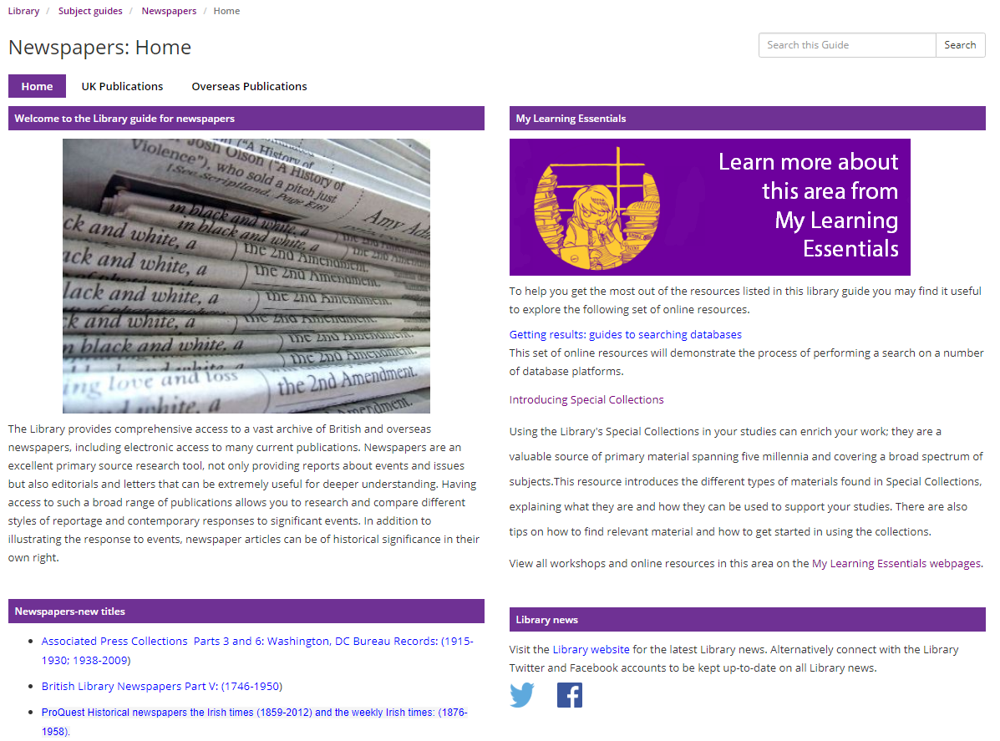 Library / Subject guides / Newspapers / Home
Newspapers: Home
Search this Guide
Search
Home
UK Publications
Overseas Publications
Welcome to the Library guide for newspapers
Josh Olson ("A History of
Violence"), who sold a pitch just
[See Scriptland, Page E16]
Amy
in black and white, a
in black and white, a
ck and white, a
the 2nd Amendment.
ack and white, a
the 2nd Amendment.
lack and white, a
the 2nd Amendment.
k and white, a
the 2nd Amendment.
n black and white, a
the 2nd Amendment.
ing love and loss
the 2nd Amendment.
white, a
The Library provides comprehensive access to a vast archive of British and overseas
newspapers, including electronic access to many current publications. Newspapers are an
excellent primary source research tool, not only providing reports about events and issues
but also editorials and letters that can be extremely useful for deeper understanding. Having
access to such a broad range of publications allows you to research and compare different
styles of reportage and contemporary responses to significant events. In addition to
illustrating the response to events, newspaper articles can be of historical significance in their
own right.
Newspapers-new titles
Associated Press Collections  Parts 3 and 6: Washington, DC Bureau Records: (1915-
1930; 1938-2009)
British Library Newspapers Part V: (1746-1950)
ProQuest Historical newspapers the Irish times (1859-2012) and the weekly Irish times: (1876-
1958).
My Learning Essentials
Learn more about
this area from
My Learning
Essentials
To help you get the most out of the resources listed in this library guide you may find it useful
to explore the following set of online resources.
Getting results: guides to searching databases
This set of online resources will demonstrate the process of performing a search on a number
of database platforms.
Introducing Special Collections
Using the Library's Special Collections in your studies can enrich your work; they are a
valuable source of primary material spanning five millennia and covering a broad spectrum of
subjects.This resource introduces the different types of materials found in Special Collections,
explaining what they are and how they can be used to support your studies. There are also
tips on how to find relevant material and how to get started in using the collections.
View all workshops and online resources in this area on the My Learning Essentials webpages.
Library news
Visit the Library website for the latest Library news. Alternatively connect with the Library
Twitter and Facebook accounts to be kept up-to-date on all Library news.